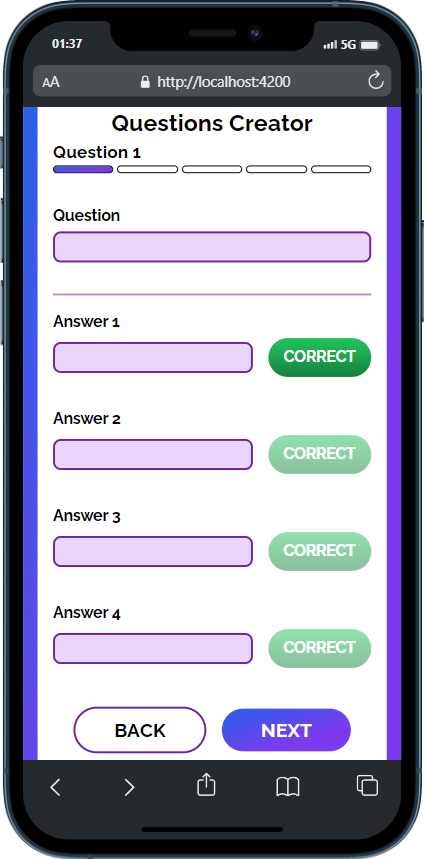 01:37
5G
AA
http://localhost:4200
Questions Creator
Question 1
Question
Answer 1
CORRECT
Answer 2
CORRECT
Answer 3
CORRECT
Answer 4
CORRECT
BACK
NEXT